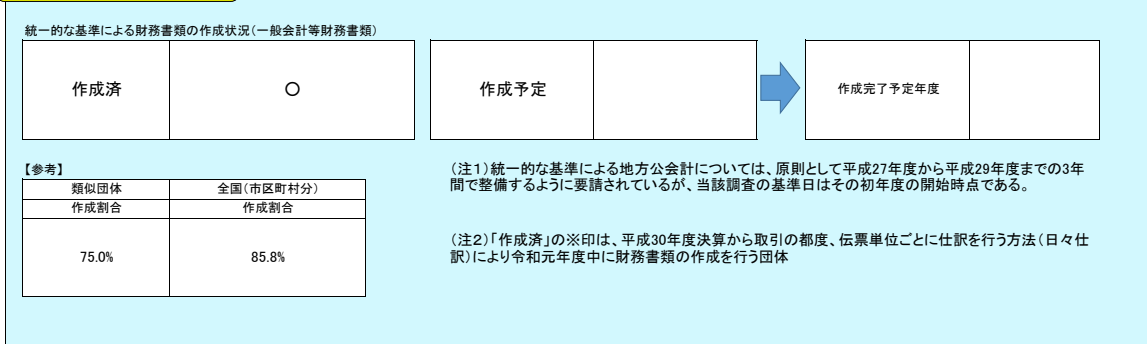 統一的な基準による財務書類の作成状況(一般会計等財務書類)
作成済
〇
作成予定
作成完了予定年度
【参考】
類似団体
全国(市区町村分)
作成割合
作成割合
75.0%
85.8%
(注1)統一的な基準による地方公会計については、原則として平成27年度から平成29年度までの3年
間で整備するように要請されているが、当該調査の基準日はその初年度の開始時点である。
(注2)「作成済」の※印は、平成30年度決算から取引の都度、伝票単位ごとに仕訳を行う方法(日々仕
訳)により令和元年度中に財務書類の作成を行う団体